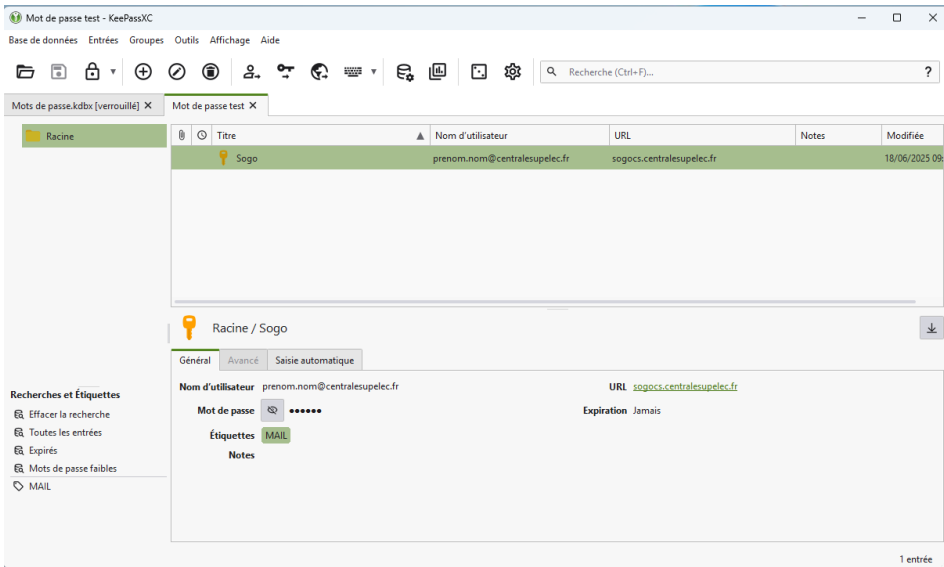 Mot de passe test - KeePassXC
Base de données Entrées Groupes Outils Affichage Aide
Recherche (Ctrl+F)... ?
Mots de passe.kdbx [verrouillé] Mot de passe test
Racine
Titre Nom d'utilisateur URL Notes Modifiée
Sogo prenom.nom@centralesupelec.fr sogocs.centralesupelec.fr 18/06/2025 09:
Racine / Sogo
Général Avancé Saisie automatique
Nom d'utilisateur prenom.nom@centralesupelec.fr URL sogocs.centralesupelec.fr
Mot de passe ●●●●●● Expiration Jamais
Étiquettes MAIL
Notes
Recherches et Étiquettes
Effacer la recherche
Toutes les entrées
Expirés
Mots de passe faibles
MAIL
1 entrée